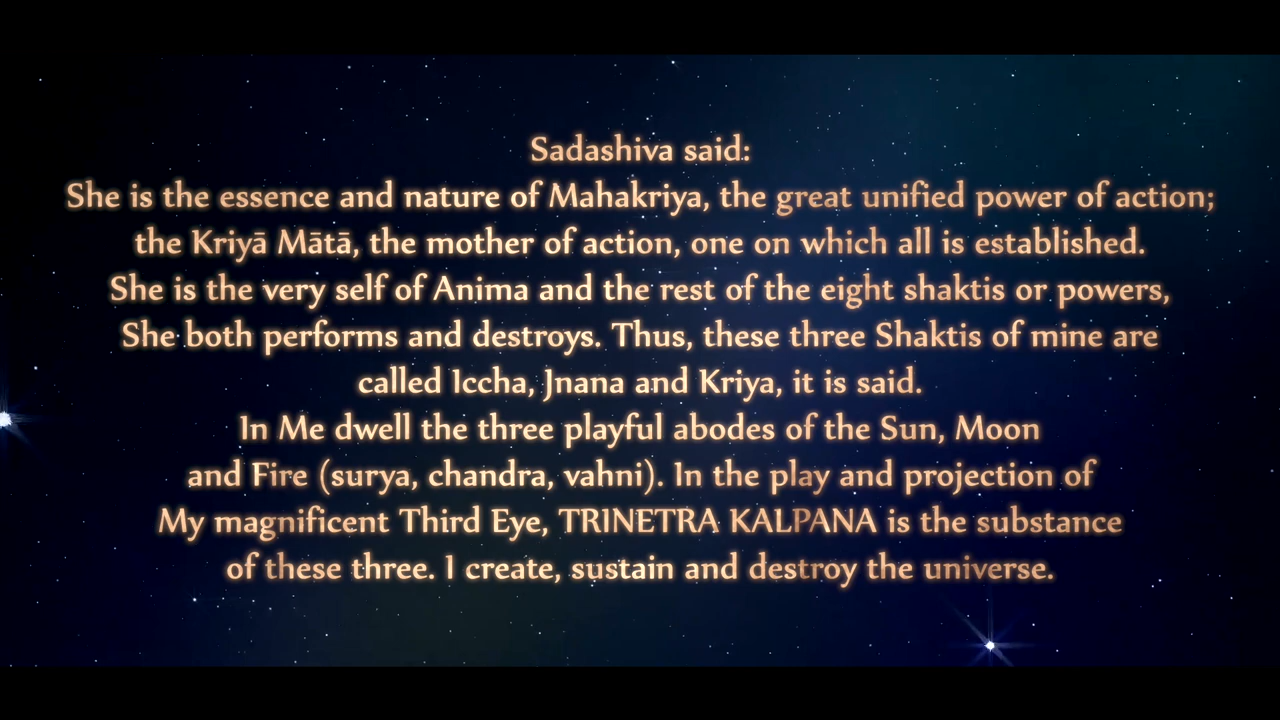 Sadashiva said:
She is the essence and nature of Mahakriya, the great unified power of action;
the Kriyā Mātā, the mother of action, one on which all is established.
She is the very self of Anima and the rest of the eight shaktis or powers,
She both performs and destroys. Thus, these three Shaktis of mine are
called Iccha, Jnana and Kriya, it is said.
In Me dwell the three playful abodes of the Sun, Moon
and Fire (surya, chandra, vahni). In the play and projection of
My magnificent Third Eye, TRINETRA KALPANA is the substance
of these three. I create, sustain and destroy the universe.